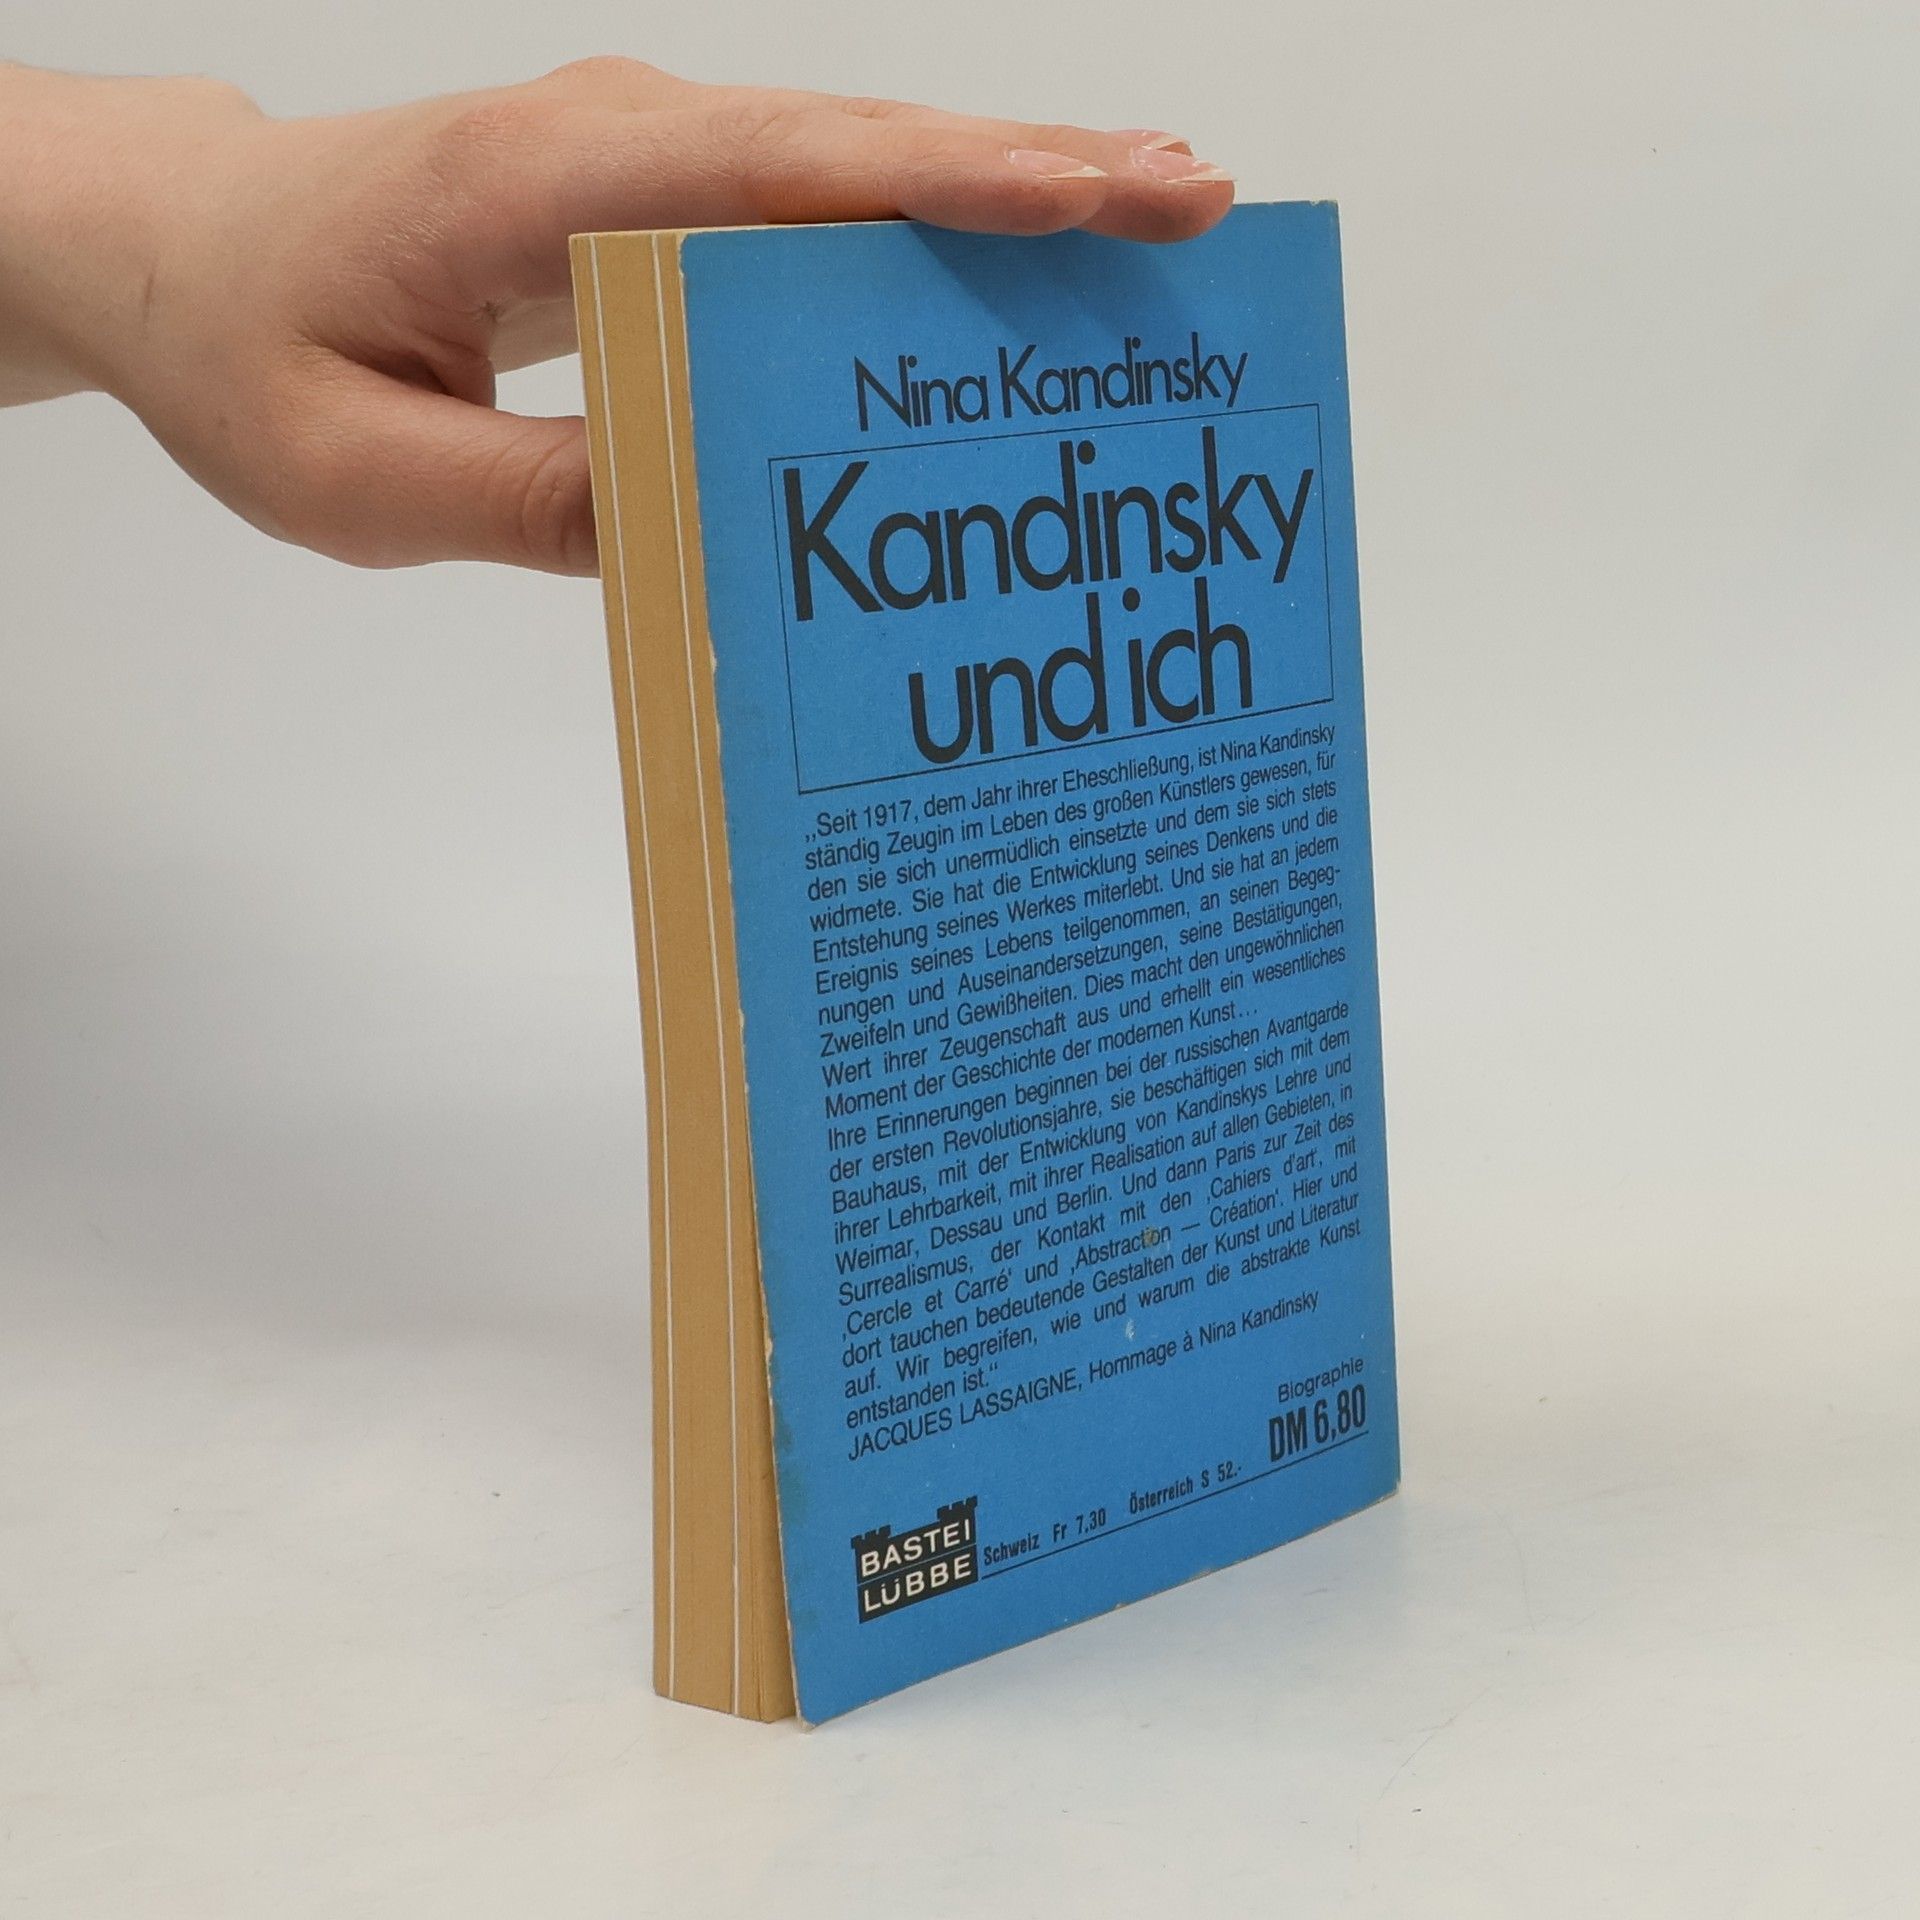 Nina Kandinsky
Kandinsky
und ich
„Seit 1917, dem Jahr ihrer Eheschließung, ist Nina Kandinsky
ständig Zeugin im Leben des großen Künstlers gewesen, für
den sie sich unermüdlich einsetzte und dem sie sich stets
widmete. Sie hat die Entwicklung seines Denkens und die
Entstehung seines Werkes miterlebt. Und sie hat an jedem
Ereignis seines Lebens teilgenommen, an seinen Begeg-
nungen und Auseinandersetzungen, seine Bestätigungen,
Zweifeln und Gewißheiten. Dies macht den ungewöhnlichen
Wert ihrer Zeugenschaft aus und erhellt ein wesentliches
Moment der Geschichte der modernen Kunst...
Ihre Erinnerungen beginnen bei der russischen Avantgarde
der ersten Revolutionsjahre, sie beschäftigen sich mit dem
Bauhaus, mit der Entwicklung von Kandinskys Lehre und
ihrer Lehrbarkeit, mit ihrer Realisation auf allen Gebieten, in
Weimar, Dessau und Berlin. Und dann Paris zur Zeit des
Surrealismus, der Kontakt mit den ‚Cahiers d'art‘, mit
‚Cercle et Carré‘ und ‚Abstraction — Création‘. Hier und
dort tauchen bedeutende Gestalten der Kunst und Literatur
auf. Wir begreifen, wie und warum die abstrakte Kunst
entstanden ist.“
JACQUES LASSAIGNE, Hommage à Nina Kandinsky
Biographie
DM 6,80
BASTEI
LÜBBE
Schweiz Fr 7.30 Österreich S 52.-